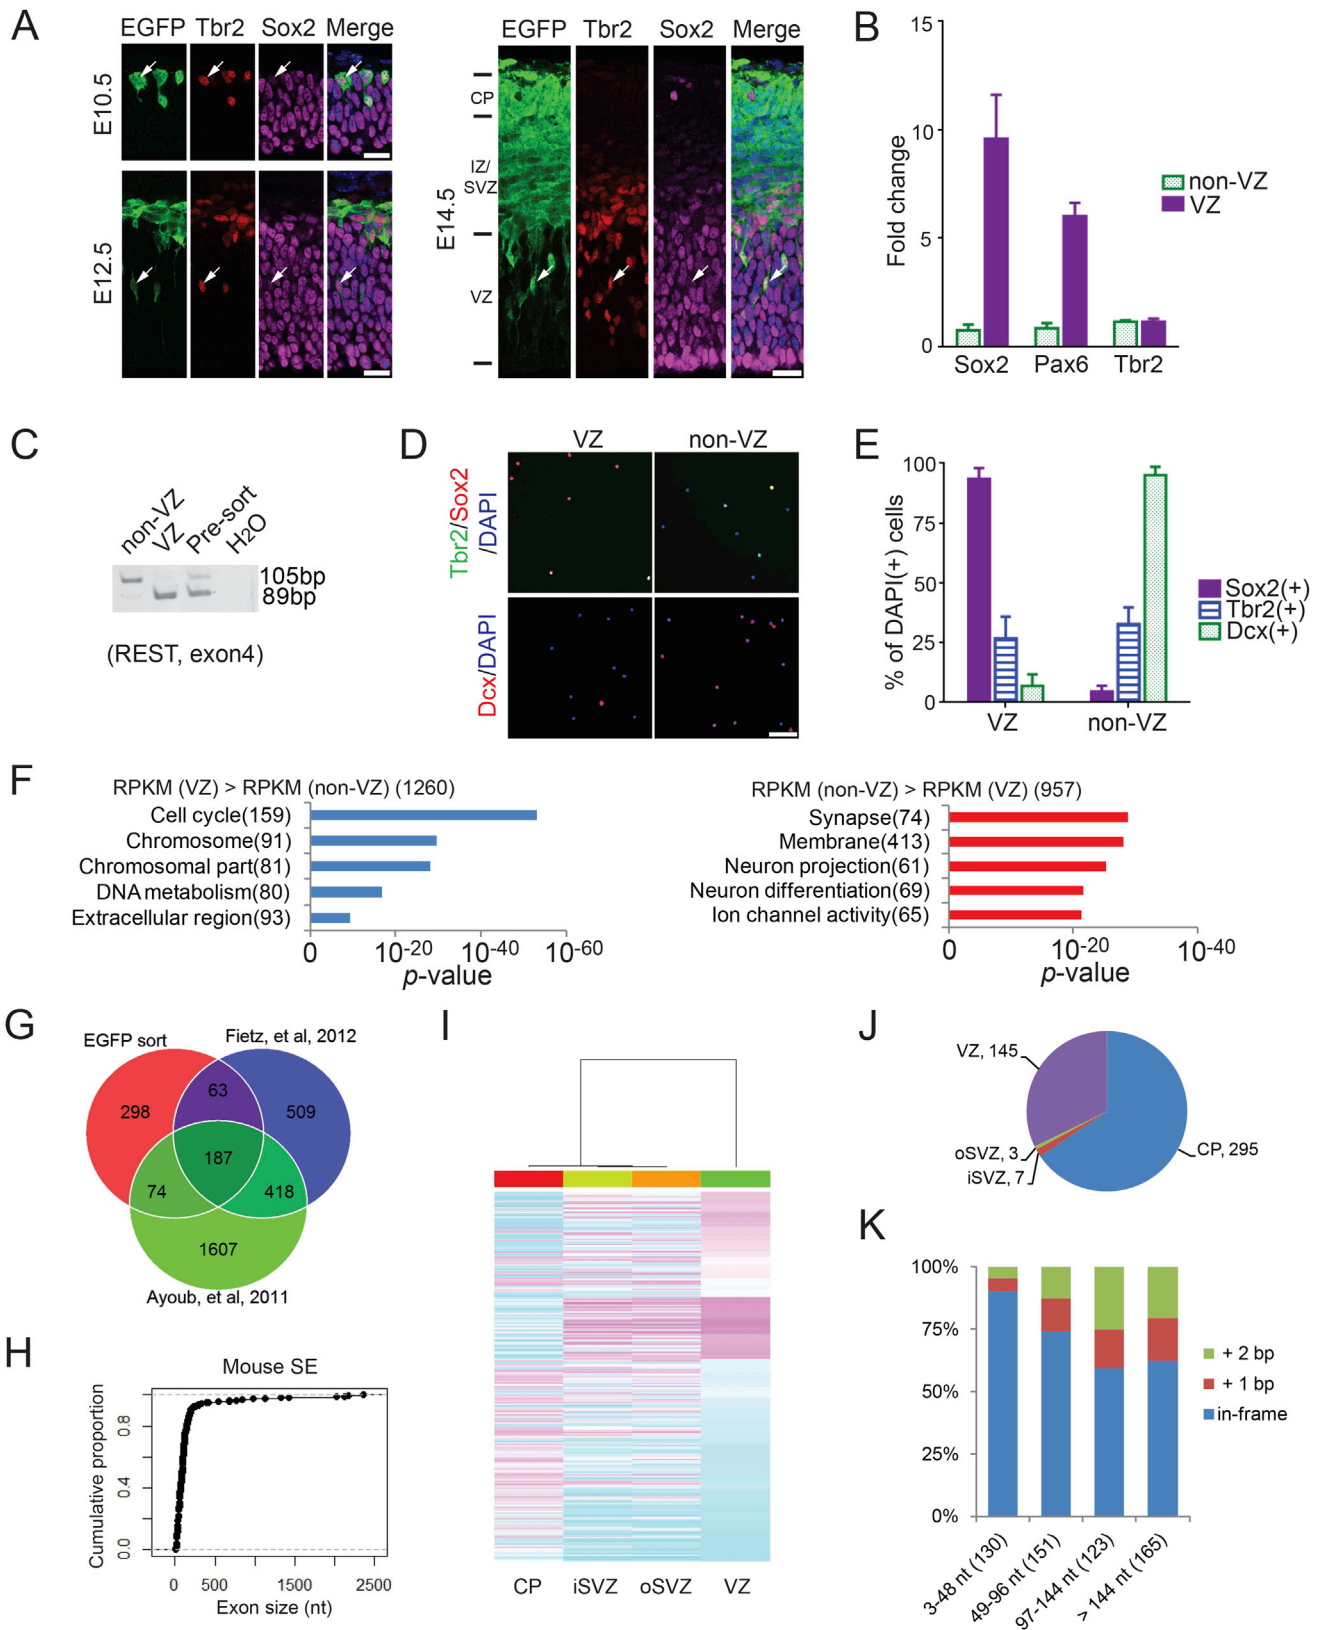 A
EGFP Tbr2 Sox2 Merge
E10.5
E12.5
EGFP Tbr2 Sox2 Merge
E14.5
CP
IZ/
SVZ
VZ
B
Fold change
15
10
5
0
Sox2 Pax6 Tbr2
non-VZ
VZ
C
non-VZ VZ Pre-sort H2O
105bp
89bp
(REST, exon4)
D
VZ non-VZ
Tbr2/Sox2
/DAPI
Dcx/DAPI
E
% of DAPI(+) cells
100
75
50
25
0
VZ non-VZ
Sox2(+)
Tbr2(+)
Dcx(+)
F
RPKM (VZ) > RPKM (non-VZ) (1260)
Cell cycle(159)
Chromosome(91)
Chromosomal part(81)
DNA metabolism(80)
Extracellular region(93)
0 10-20 10-40 10-60
p-value
RPKM (non-VZ) > RPKM (VZ) (957)
Synapse(74)
Membrane(413)
Neuron projection(61)
Neuron differentiation(69)
Ion channel activity(65)
0 10-20 10-40
p-value
G
EGFP sort
Fietz, et al, 2012
298
63
509
187
74
418
1607
Ayoub, et al, 2011
H
Mouse SE
Cumulative proportion
0.8
0.4
0.0
0 500 1500 2500
Exon size (nt)
I
CP iSVZ oSVZ VZ
J
VZ, 145
oSVZ, 3
iSVZ, 7
CP, 295
K
100%
75%
50%
25%
0%
3-48 nt (130)
49-96 nt (151)
97-144 nt (123)
> 144 nt (165)
+ 2 bp
+ 1 bp
in-frame